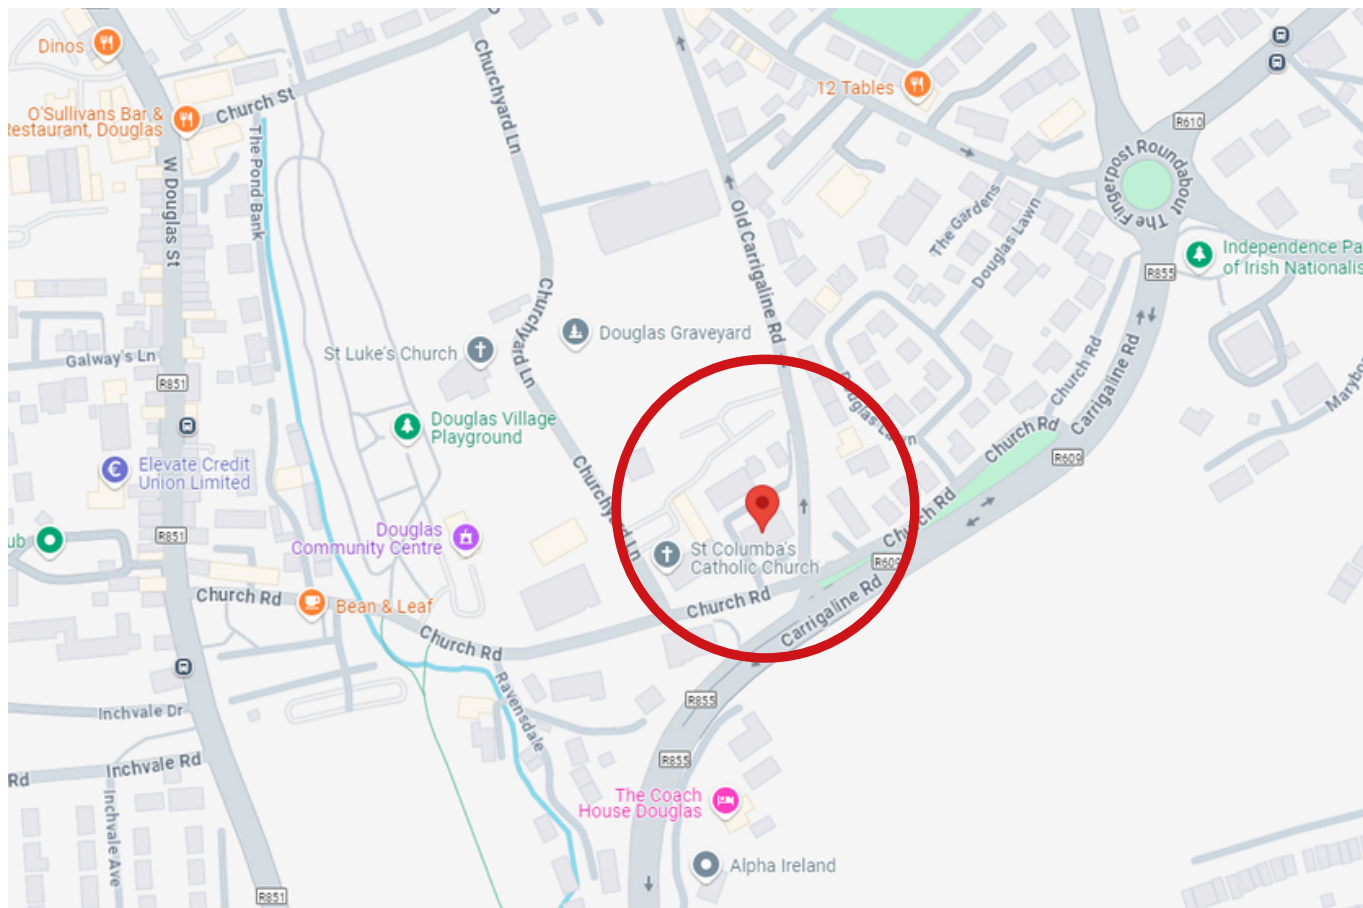 Dinos
O'Sullivans Bar &
Restaurant, Douglas
Church St
The Pond Bank
W Douglas St
Churchyard Ln
12 Tables
R610
The Fingerpost Roundabout
The Gardens
Douglas Lawn
Old Carrigaline Rd
Independence Pa
of Irish Nationalis
R855
Churchyard Ln
Douglas Graveyard
St Luke's Church
Galway's Ln
R851
Church Rd
Carrigaline Rd
Marybo
Douglas Lawn
Douglas Village
Playground
Church Rd
R609
Elevate Credit
Union Limited
Churchyard Ln
Church Rd
R851
ub
Douglas
Community Centre
St Columba's
Catholic Church
R609
Church Rd
Bean & Leaf
Church Rd
Carrigaline Rd
Church Rd
Ravensdale
R855
Inchvale Dr
R855
Inchvale Rd
Rd
Inchvale Ave
The Coach
House Douglas
Alpha Ireland
R851